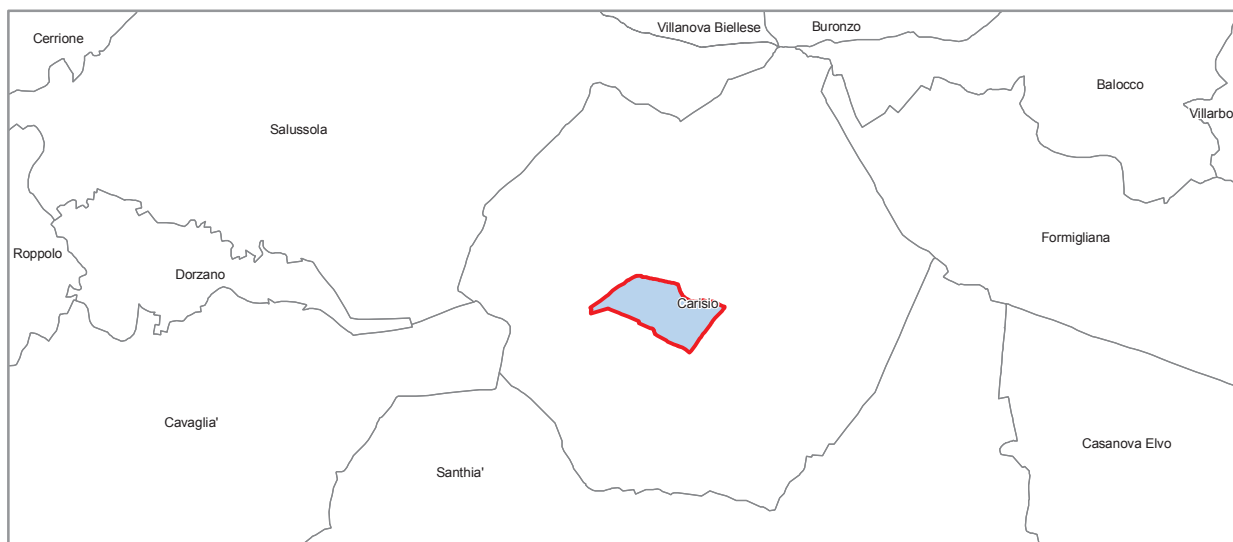 Villanova Biellese
Buronzo
Cerrione
Balocco
Villarbo
Salussola
Formigliana
Roppolo
Dorzano
Carisio
Cavaglia'
Casanova Elvo
Santhia'